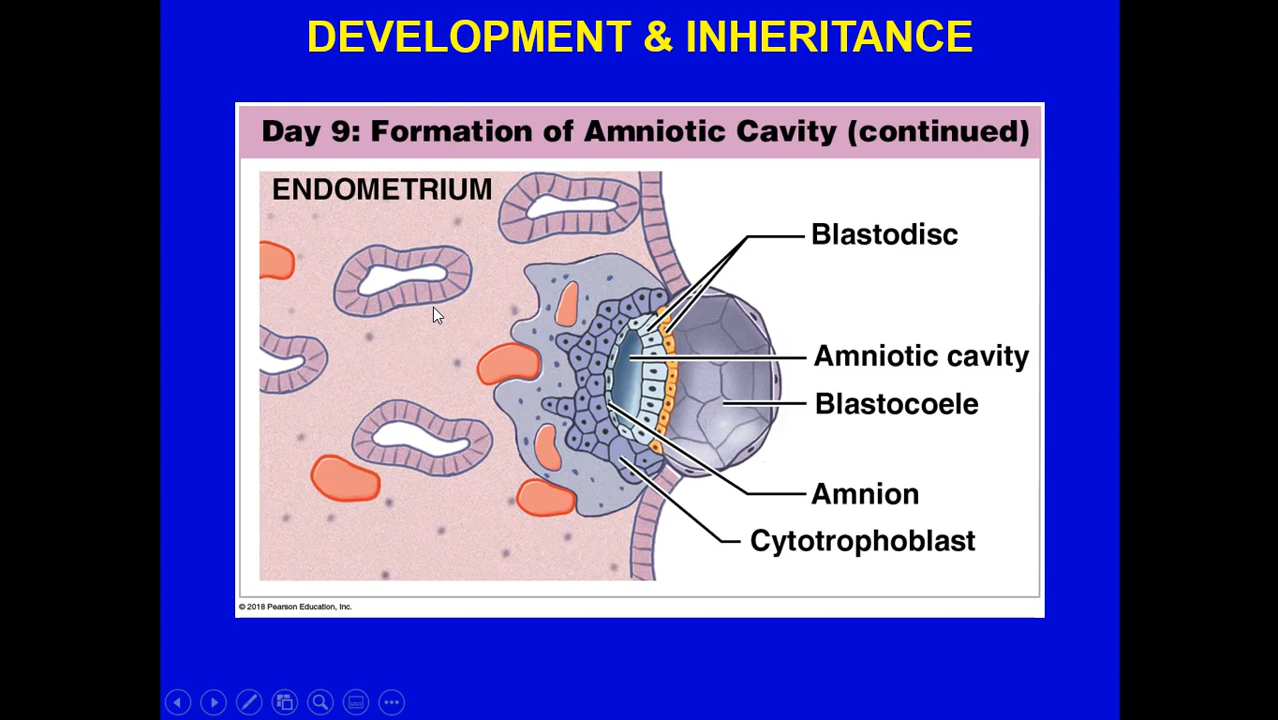 DEVELOPMENT & INHERITANCE
Day 9: Formation of Amniotic Cavity (continued)
ENDOMETRIUM
Blastodisc
Amniotic cavity
Blastocoele
Amnion
Cytotrophoblast
© 2018 Pearson Education, Inc.